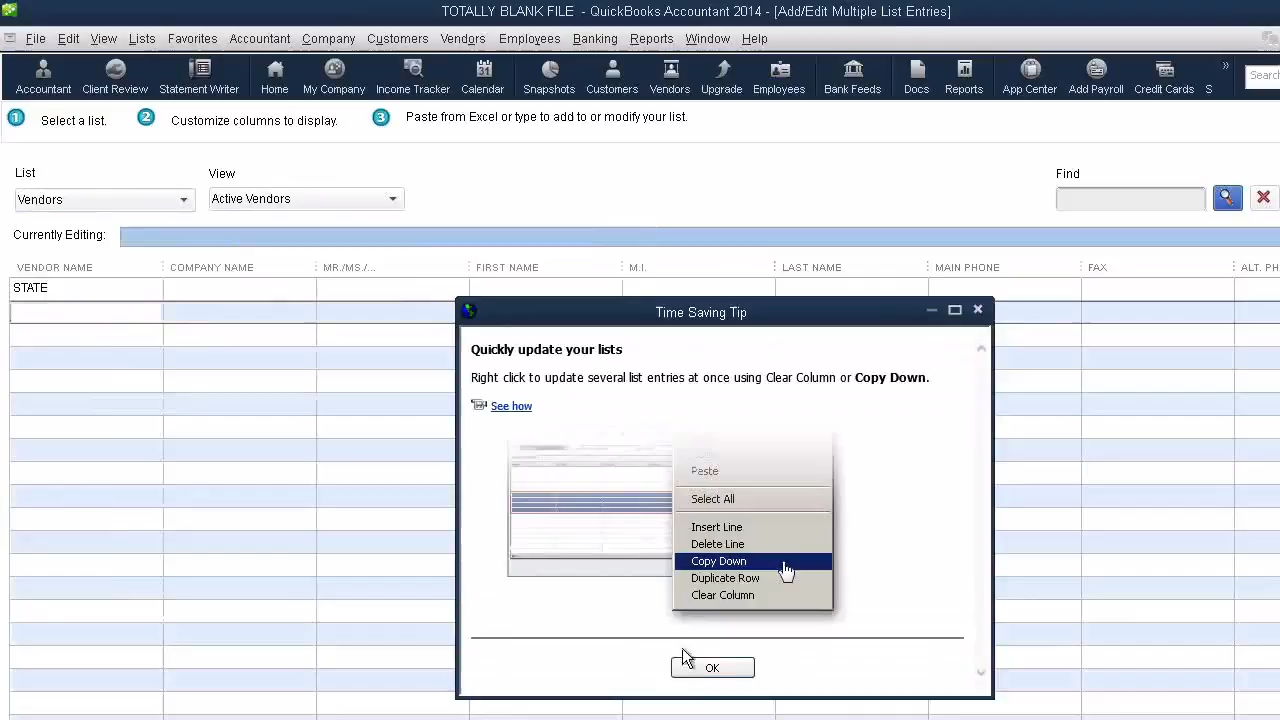 TOTALLY BLANK FILE - QuickBooks Accountant 2014 - [Add/Edit Multiple List Entries]
File Edit View Lists Favorites Accountant Company Customers Vendors Employees Banking Reports Window Help
Accountant Client Review Statement Writer Home My Company Income Tracker Calendar Snapshots Customers Vendors Upgrade Employees Bank Feeds Docs Reports App Center Add Payroll Credit Cards S » Search
1 Select a list. 2 Customize columns to display. 3 Paste from Excel or type to add to or modify your list.
List View Find
Vendors Active Vendors
Currently Editing:
VENDOR NAME COMPANY NAME MR./MS./... FIRST NAME M.I. LAST NAME MAIN PHONE FAX ALT. PH
STATE
Time Saving Tip
Quickly update your lists
Right click to update several list entries at once using Clear Column or Copy Down.
See how
Paste
Select All
Insert Line
Delete Line
Copy Down
Duplicate Row
Clear Column
OK